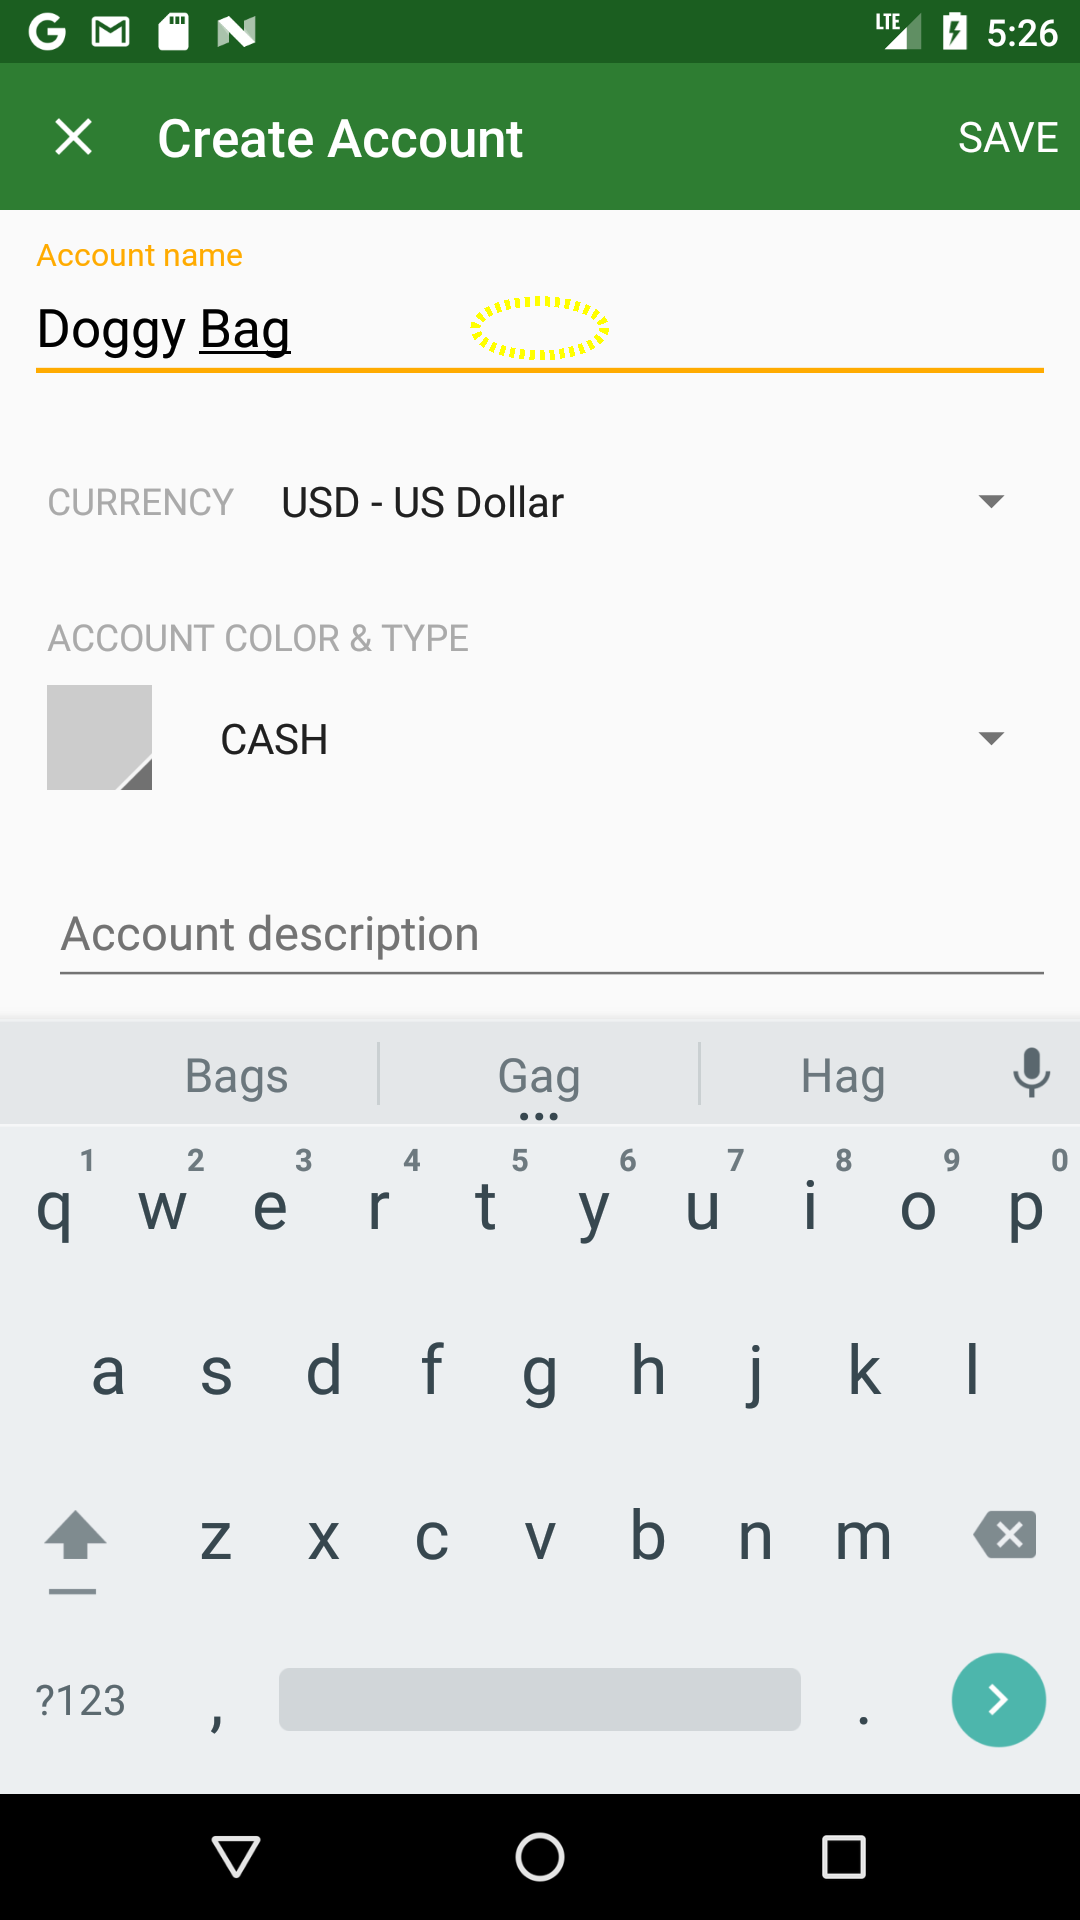 LTE 5:26
Create Account SAVE
Account name
Doggy Bag
CURRENCY USD - US Dollar
ACCOUNT COLOR & TYPE
CASH
Account description
Bags Gag Hag
1 2 3 4 5 6 7 8 9 0
q w e r t y u i o p
a s d f g h j k l
z x c v b n m
?123 , .